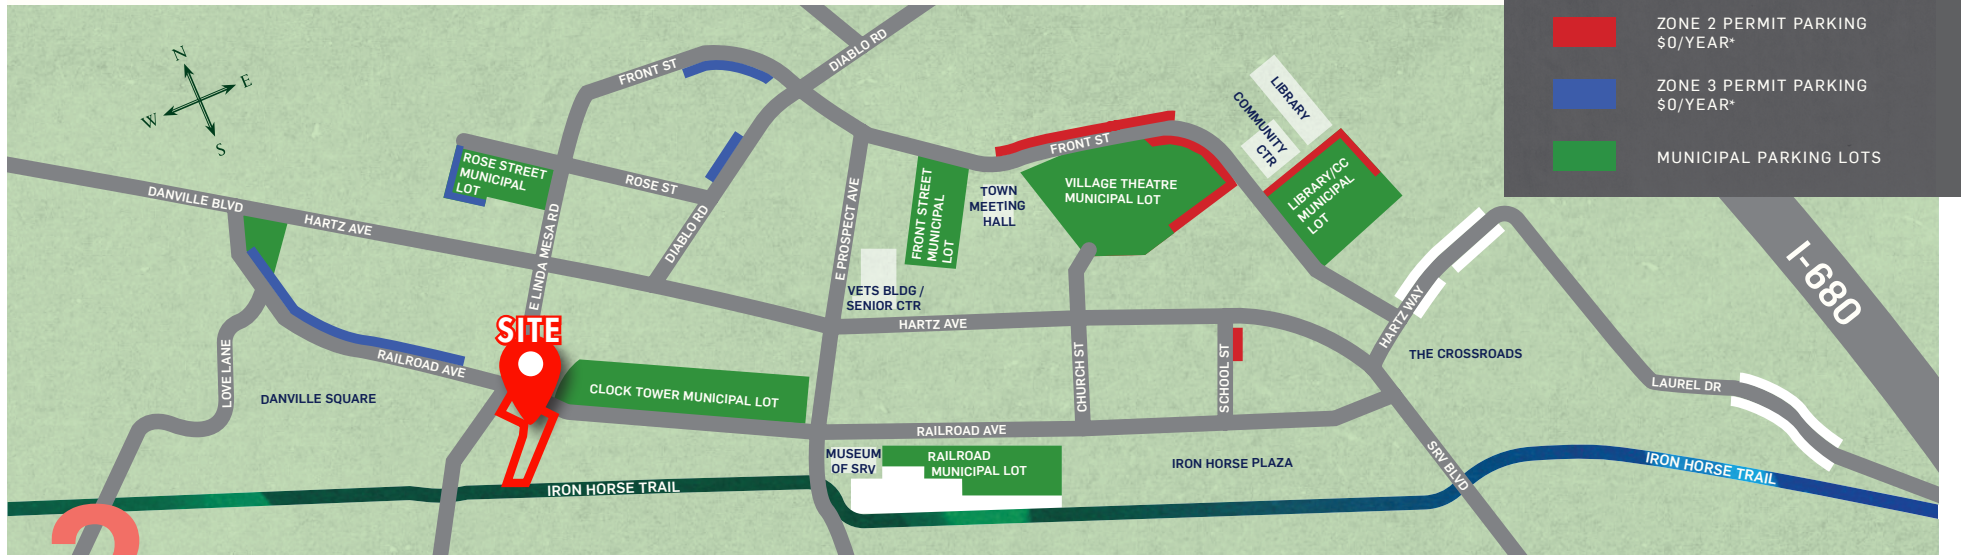 ZONE 2 PERMIT PARKING
$0/YEAR*
ZONE 3 PERMIT PARKING
$0/YEAR*
MUNICIPAL PARKING LOTS
N
E
W
S
FRONT ST
DIABLO RD
LIBRARY
COMMUNITY
CTR
FRONT ST
ROSE STREET
MUNICIPAL
LOT
ROSE ST
DANVILLE BLVD
HARTZ AVE
E LINDA MESA RD
DIABLO RD
E PROSPECT AVE
FRONT STREET
MUNICIPAL
LOT
TOWN
MEETING
HALL
VILLAGE THEATRE
MUNICIPAL LOT
LIBRARY/CC
MUNICIPAL
LOT
I-680
VETS BLDG /
SENIOR CTR
HARTZ AVE
HARTZ WAY
THE CROSSROADS
SITE
LOVE LANE
RAILROAD AVE
DANVILLE SQUARE
CLOCK TOWER MUNICIPAL LOT
CHURCH ST
SCHOOL ST
LAUREL DR
RAILROAD AVE
MUSEUM
OF SRV
RAILROAD
MUNICIPAL LOT
IRON HORSE PLAZA
SRV BLVD
IRON HORSE TRAIL
IRON HORSE TRAIL